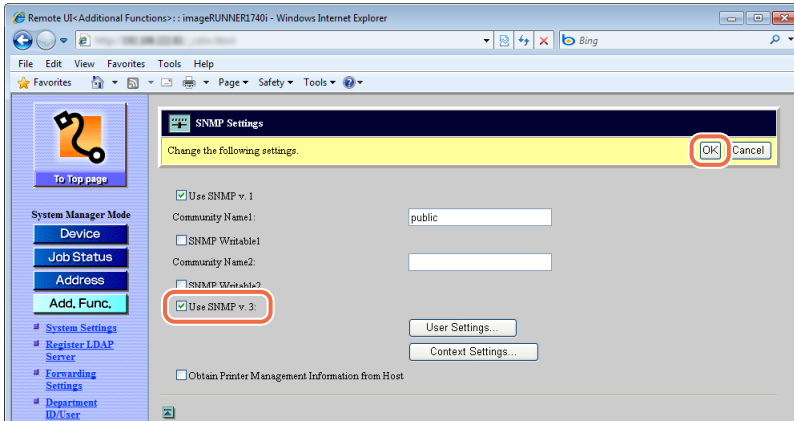 Remote UI<Additional Functions>: : imageRUNNER1740i - Windows Internet Explorer
Bing
File Edit View Favorites Tools Help
Favorites Page Safety Tools
To Top page
System Manager Mode
Device
Job Status
Address
Add. Func.
System Settings
Register LDAP
Server
Forwarding
Settings
Department
ID/User
SNMP Settings
Change the following settings.
OK Cancel
Use SNMP v. 1
Community Name1: public
SNMP Writable1
Community Name2:
SNMP Writable2
Use SNMP v. 3:
User Settings...
Context Settings...
Obtain Printer Management Information from Host